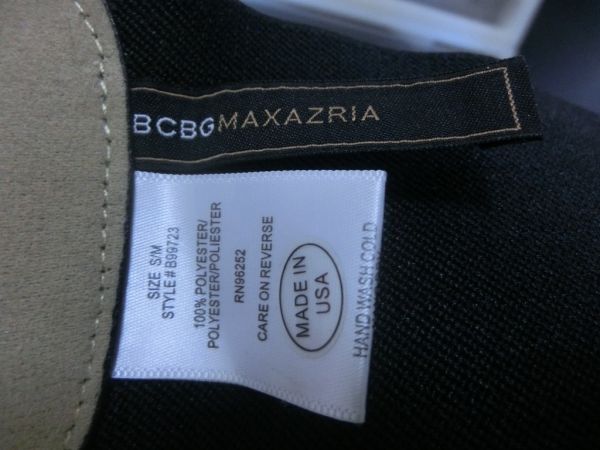 BCBGMAXAZRIA
SIZE S/M
STYLE# B99723
100% POLYESTER/
POLYESTER/POLIESTER
RN96252
CARE ON REVERSE
MADE IN
USA
HAND WASH COLD